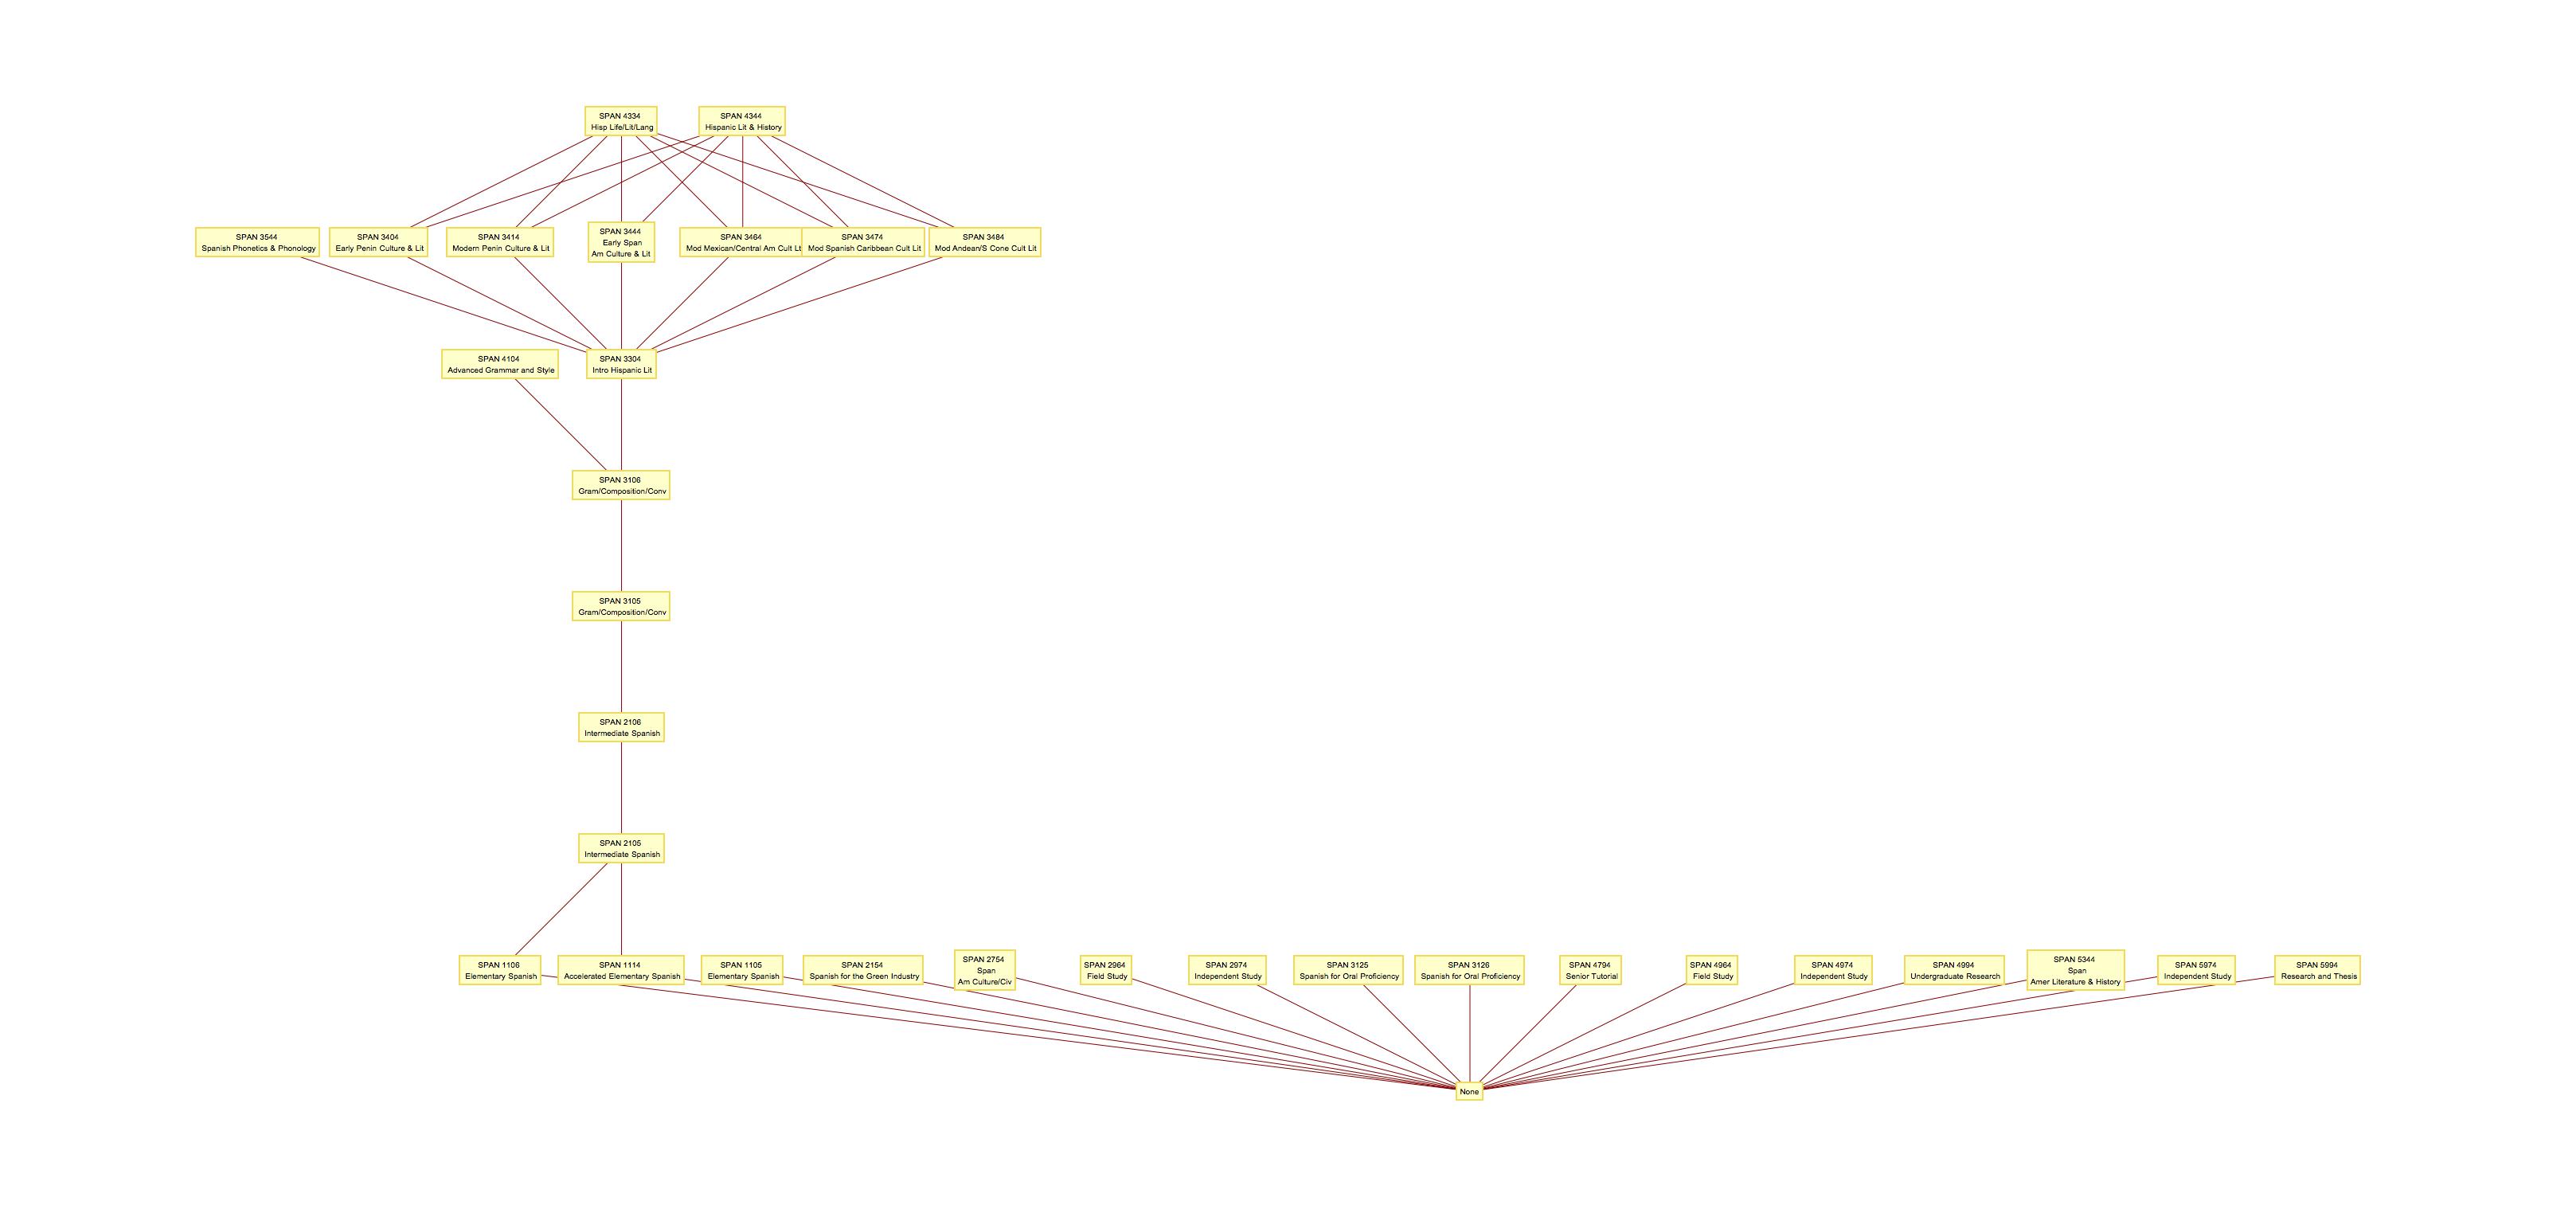 SPAN 4334
Hisp Life/Lit/Lang
SPAN 4344
Hispanic Lit & History
SPAN 3544
Spanish Phonetics & Phonology
SPAN 3404
Early Penin Culture & Lit
SPAN 3414
Modern Penin Culture & Lit
SPAN 3444
Early Span
Am Culture & Lit
SPAN 3464
Mod Mexican/Central Am Cult Lt
SPAN 3474
Mod Spanish Caribbean Cult Lit
SPAN 3484
Mod Andean/S Cone Cult Lit
SPAN 4104
Advanced Grammar and Style
SPAN 3304
Intro Hispanic Lit
SPAN 3106
Gram/Composition/Conv
SPAN 3105
Gram/Composition/Conv
SPAN 2106
Intermediate Spanish
SPAN 2105
Intermediate Spanish
SPAN 1106
Elementary Spanish
SPAN 1114
Accelerated Elementary Spanish
SPAN 1105
Elementary Spanish
SPAN 2154
Spanish for the Green Industry
SPAN 2754
Span
Am Culture/Civ
SPAN 2964
Field Study
SPAN 2974
Independent Study
SPAN 3125
Spanish for Oral Proficiency
SPAN 3126
Spanish for Oral Proficiency
SPAN 4794
Senior Tutorial
SPAN 4964
Field Study
SPAN 4974
Independent Study
SPAN 4994
Undergraduate Research
SPAN 5344
Span
Amer Literature & History
SPAN 5974
Independent Study
SPAN 5994
Research and Thesis
None